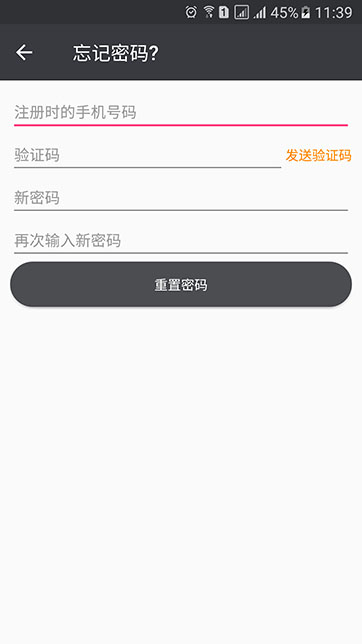 1 45% 11:39
忘记密码?
注册时的手机号码
验证码 发送验证码
新密码
再次输入新密码
重置密码